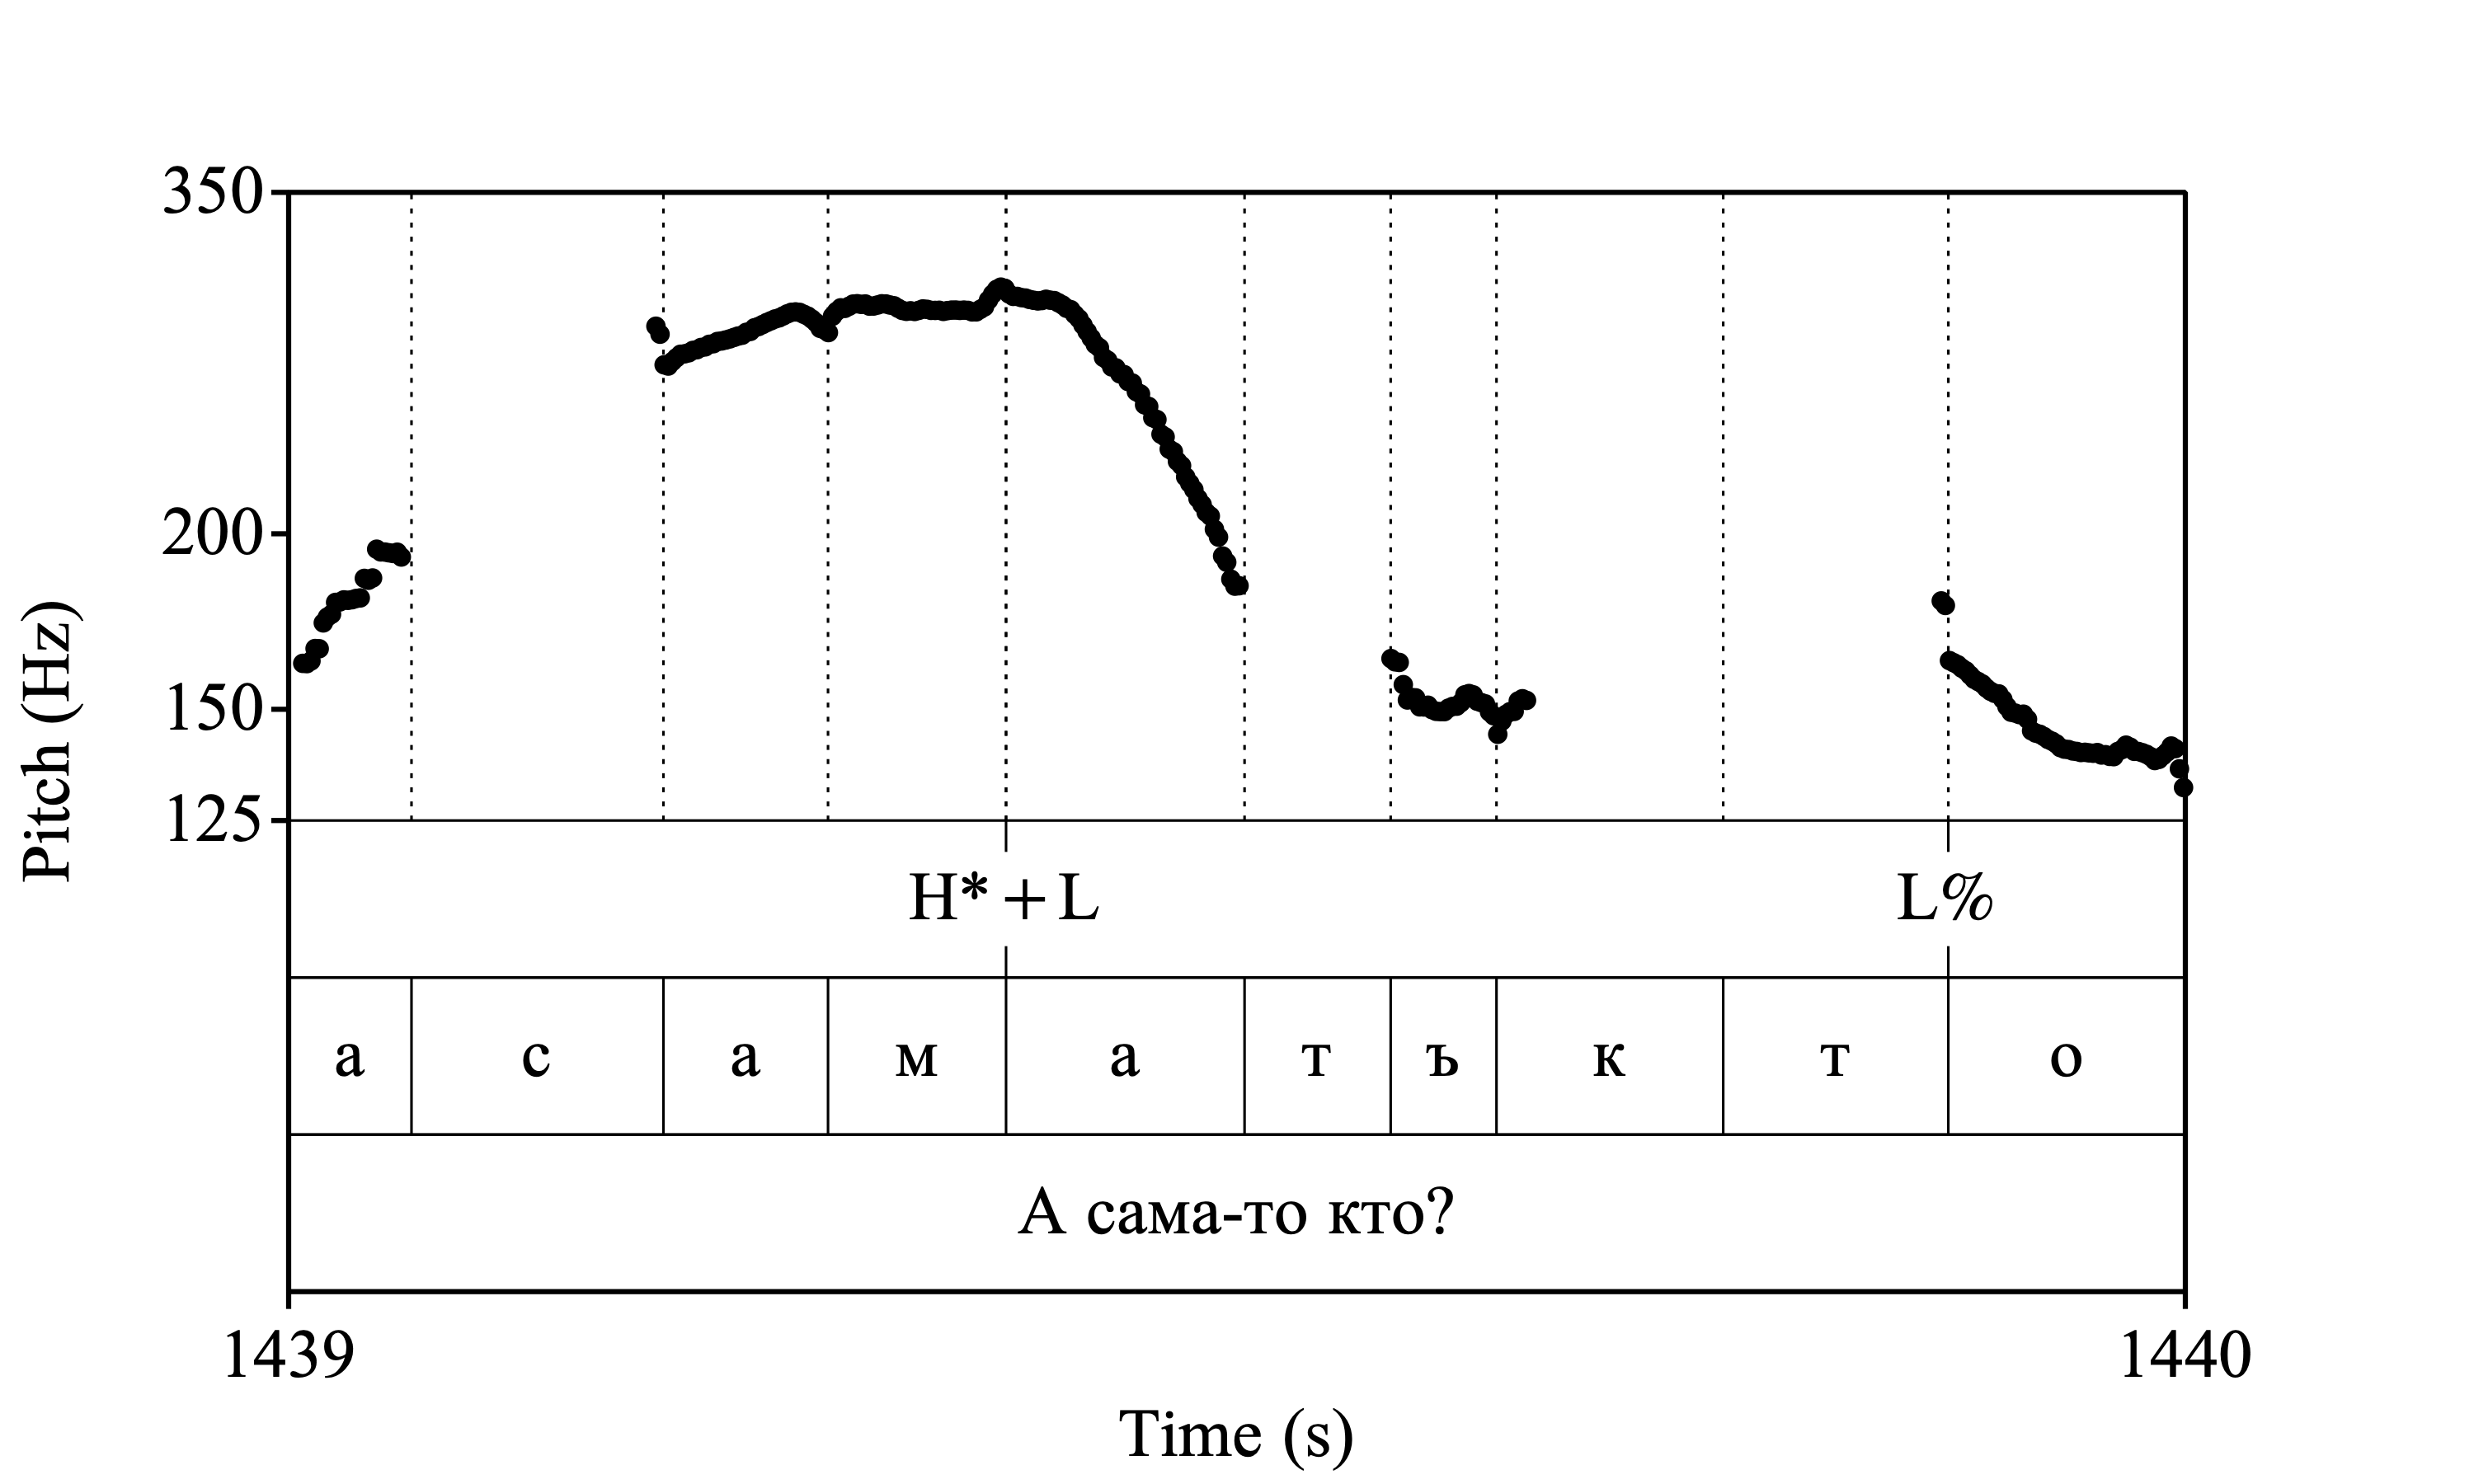 350
200
150
125
Pitch (Hz)
H* + L L%
а с а м а т ъ к т о
А сама-то кто?
1439 1440
Time (s)